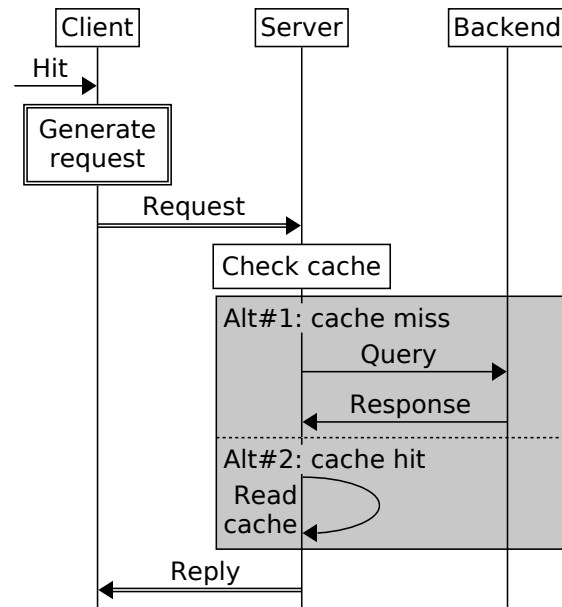 Client Server Backend
Hit
Generate
request
Request
Check cache
Alt#1: cache miss
Query
Response
Alt#2: cache hit
Read
cache
Reply